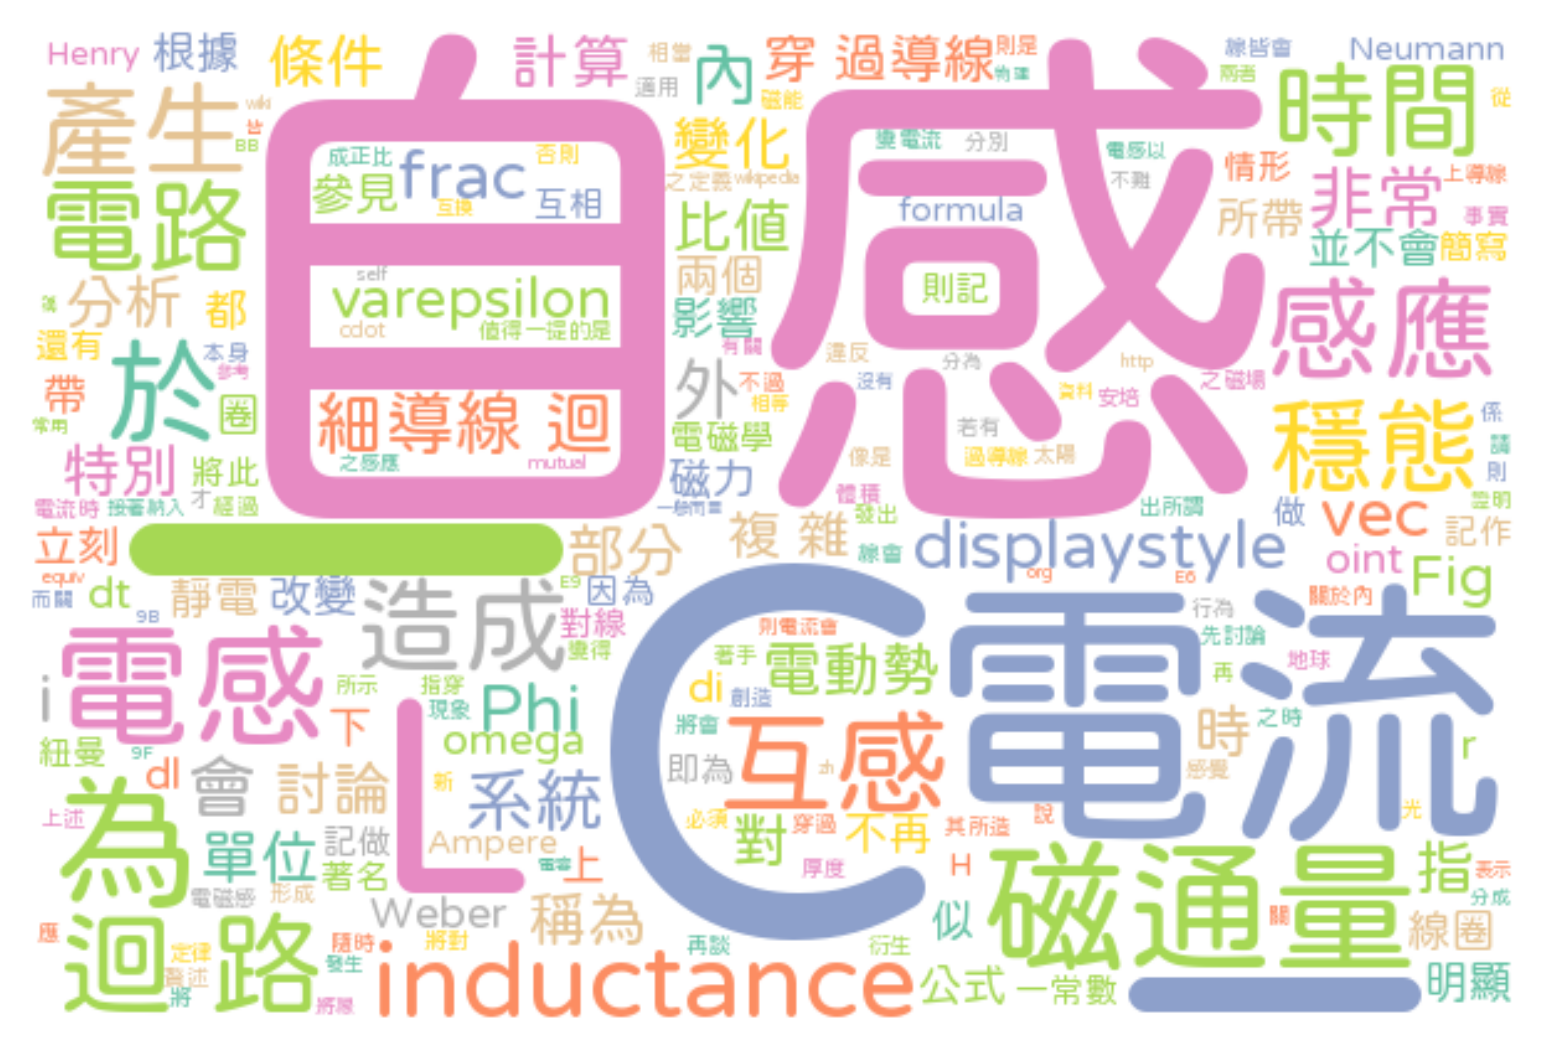 Henry 根據 條件 計算 相當 適用 內 穿 過導線 則是 物理 線皆會 兩者 Neumann
產生 wiki 皆 BB 磁能 變化 變電流 分別 電感以 不難 時間 從
自感
成正比 frac 否則 參見 互換 互相 之定義 wikipedia 情形 非常 上導線
電路 比值 formula 所帶 事實 並不會 簡寫
分析 都 self varepsilon cdot 值得一提的是 兩個 影響 則記 感應
還有 本身 參考 於 有關 違反 分為 http
帶 圈 常用 細導線 迴 外 不過 相等 沒有 資料 安培 之磁場 穩態 係
特別 將此 之感應 mutual 電磁學 磁力 若有 像是 過導線 太陽 請 則
電流時 接著納入 才 經過 一般而言 體積 發出 出所謂 做 vec 證明 記作
立刻 部分 複 雜 線會 displaystyle oint Fig
equiv 而關 dt 靜電 改變 E9 因為 org E6 行為 關於內
9B 造成 對線 變得 則電流會 C 電流 先討論
電感 i 所示 指穿 現象 Phi 著手 電動勢 di 創造 再 地球
紐曼 9F 下 omega 將會 互感 時 之時 r
dl 會 討論 L 新 系統 即為 zh 感覺
上述 為 單位 記做 Ampere 必須 對 穿過 不再 其所造 說 光
著名 電容 上 厚度 H 磁通量 指 表示
電磁感 形成 Weber 稱為 似 關 分成 線圈
應 迴路 定律 贅述 將 隨時 發生 將對 再談 衍生
將線 inductance 公式 一常數 明顯